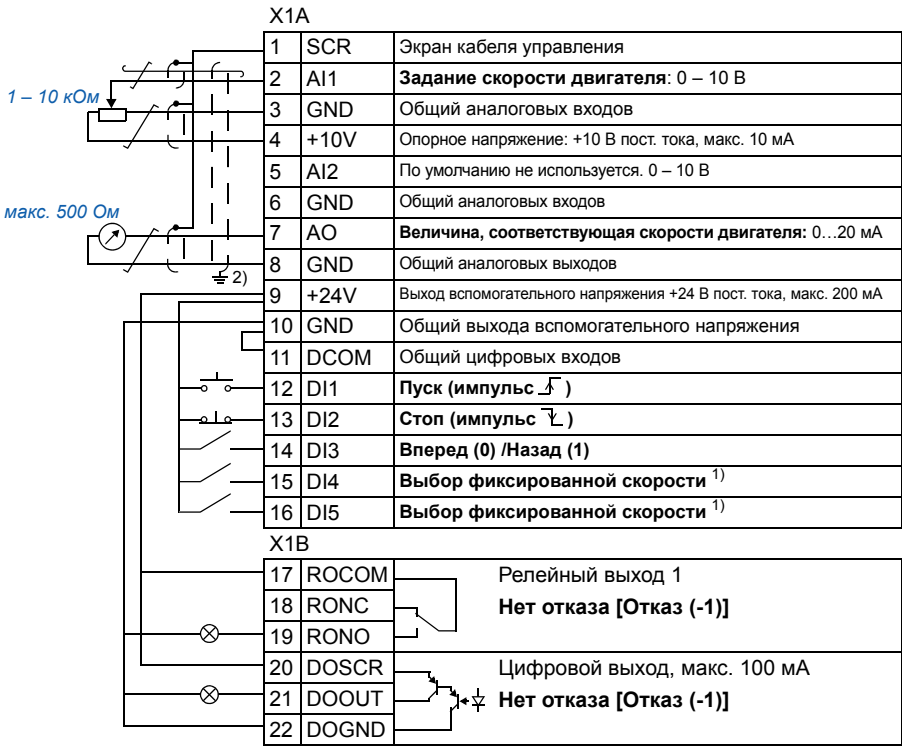 X1A
1 SCR Экран кабеля управления
2 AI1 Задание скорости двигателя: 0 – 10 В
1 – 10 кОм
3 GND Общий аналоговых входов
4 +10V Опорное напряжение: +10 В пост. тока, макс. 10 мА
5 AI2 По умолчанию не используется. 0 – 10 В
6 GND Общий аналоговых входов
макс. 500 Ом
7 AO Величина, соответствующая скорости двигателя: 0…20 мА
8 GND Общий аналоговых выходов
2)
9 +24V Выход вспомогательного напряжения +24 В пост. тока, макс. 200 мА
10 GND Общий выхода вспомогательного напряжения
11 DCOM Общий цифровых входов
12 DI1 Пуск (импульс )
13 DI2 Стоп (импульс )
14 DI3 Вперед (0) /Назад (1)
15 DI4 Выбор фиксированной скорости 1)
16 DI5 Выбор фиксированной скорости 1)
X1B
17 ROCOM Релейный выход 1
18 RONC Нет отказа [Отказ (-1)]
19 RONO
20 DOSCR Цифровой выход, макс. 100 мА
21 DOOUT Нет отказа [Отказ (-1)]
22 DOGND